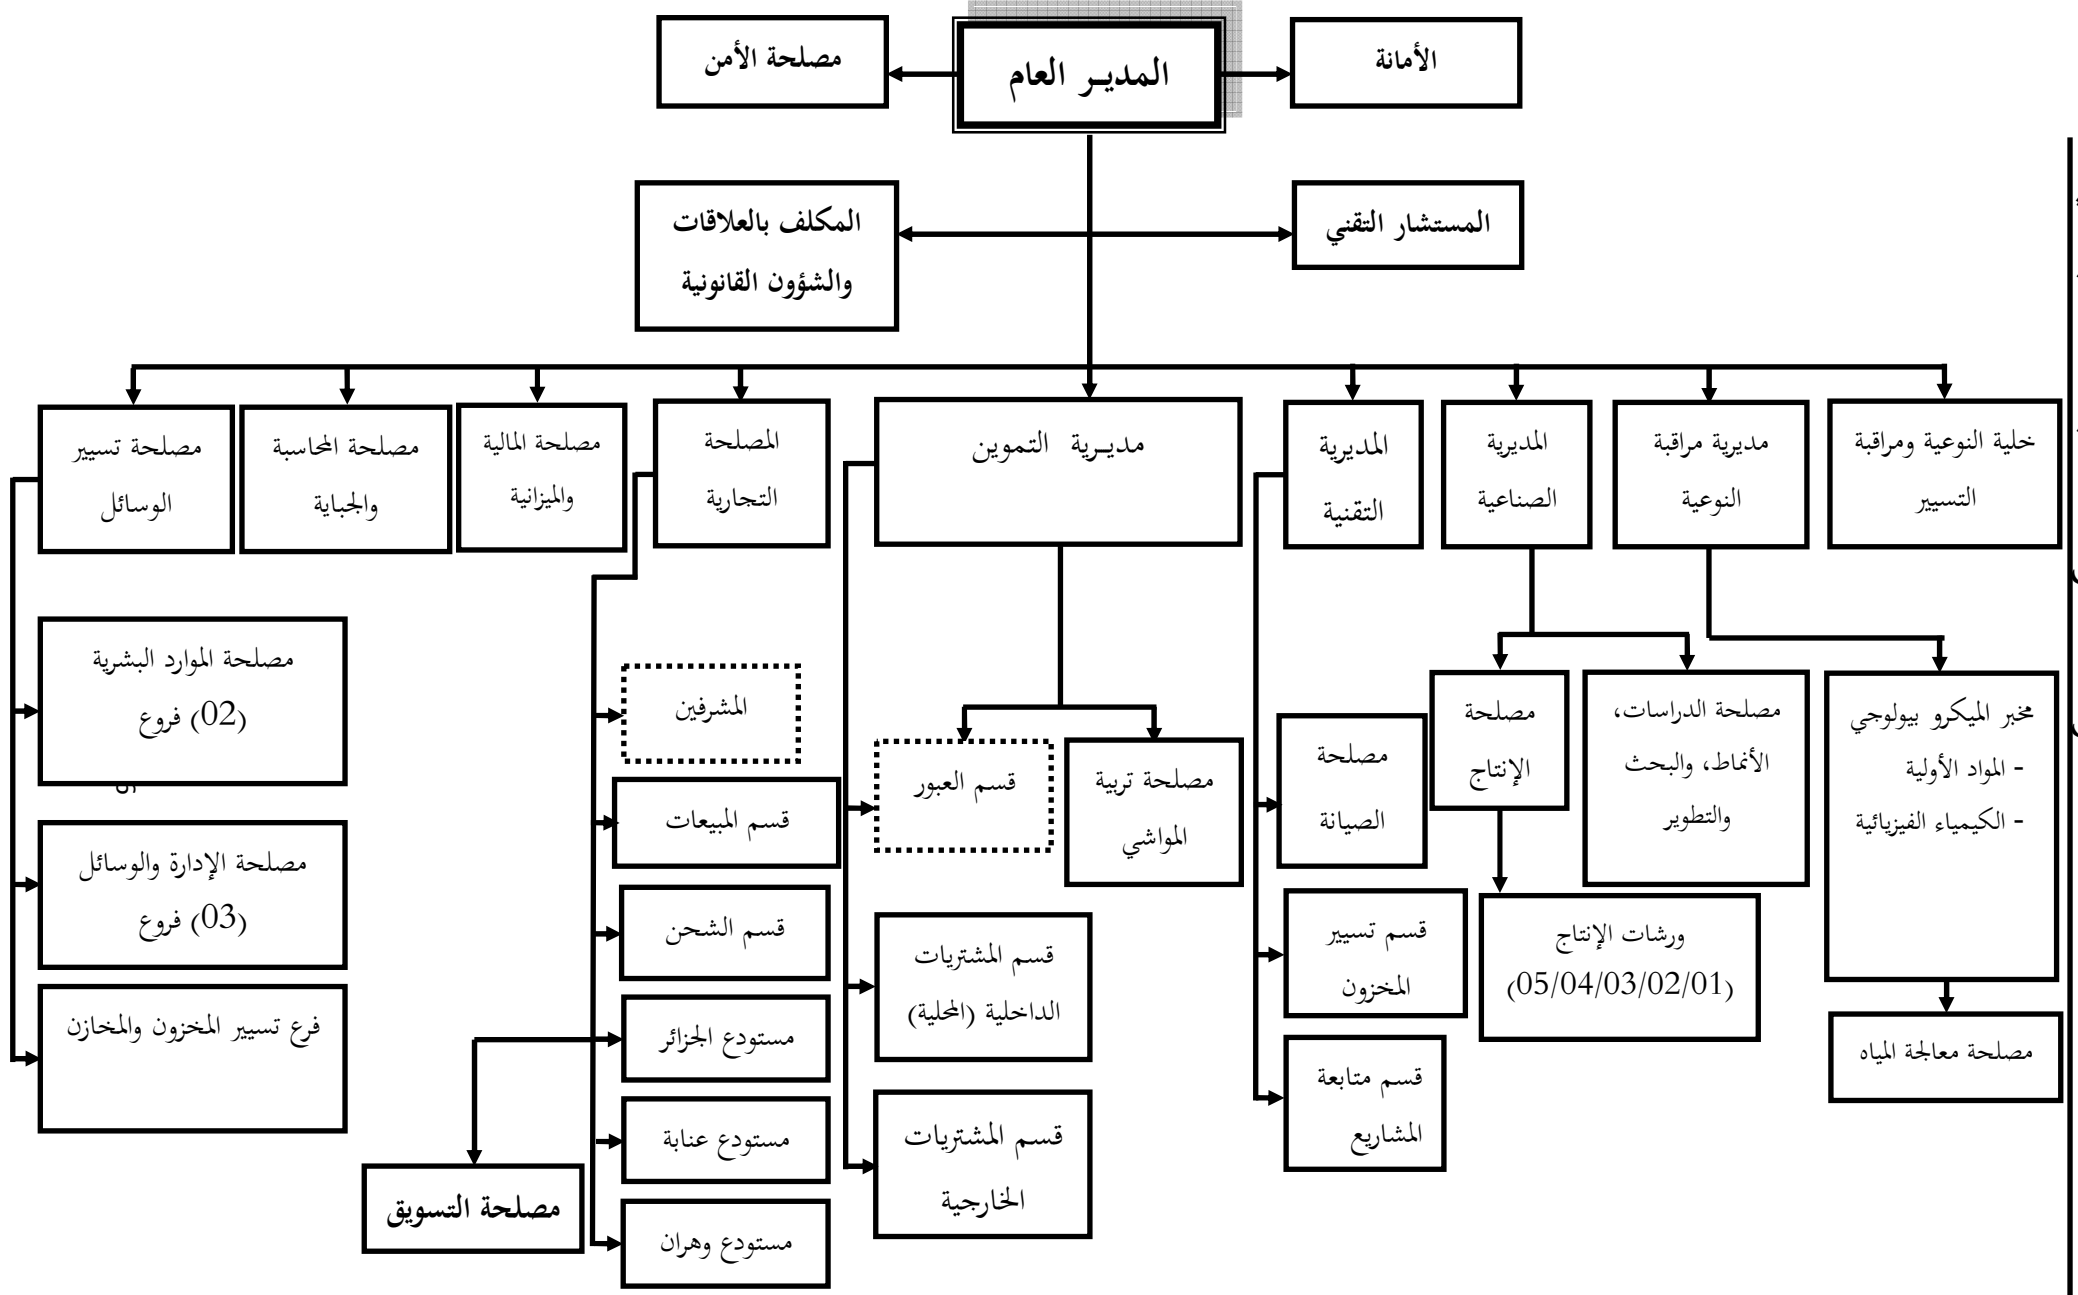 الأمانة
المديـر العام
مصلحة الأمن
المستشار التقني
المكلف بالعلاقات
والشؤون القانونية
خلية النوعية ومراقبة
التسيير
مديرية مراقبة
النوعية
المديرية
الصناعية
المديرية
التقنية
مديـرية التموين
المصلحة
التجارية
مصلحة المالية
والميزانية
مصلحة المحاسبة
والجباية
مصلحة تسيير
الوسائل
مخبر الميكرو بيولوجي
- المواد الأولية
- الكيمياء الفيزيائية
مصلحة معالجة المياه
مصلحة الدراسات،
الأنماط، والبحث
والتطوير
مصلحة
الإنتاج
ورشات الإنتاج
(05/04/03/02/01)
مصلحة
الصيانة
قسم تسيير
المخزون
قسم متابعة
المشاريع
مصلحة تربية
المواشي
قسم العبور
قسم المشتريات
الداخلية (المحلية)
قسم المشتريات
الخارجية
المشرفين
قسم المبيعات
قسم الشحن
مستودع الجزائر
مستودع عنابة
مستودع وهران
مصلحة التسويق
مصلحة الموارد البشرية
(02) فروع
مصلحة الإدارة والوسائل
(03) فروع
فرع تسيير المخزون والمخازن